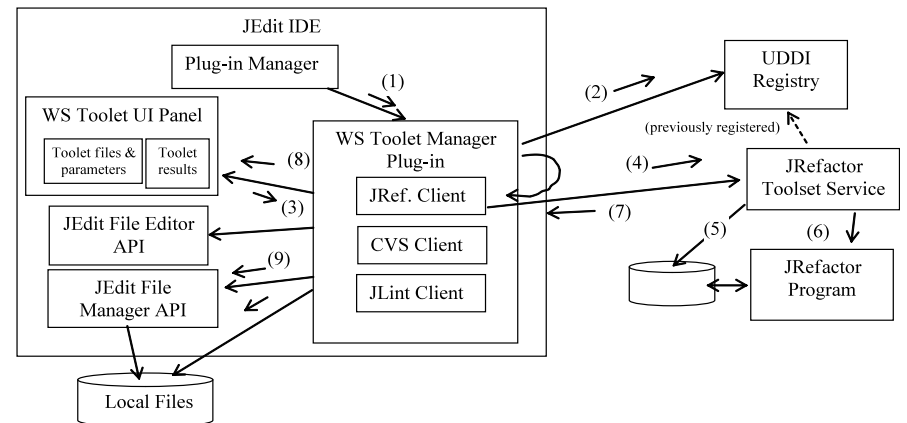 JEdit IDE
Plug-in Manager
(1)
(2)
UDDI
Registry
WS Toolet UI Panel
Toolet files &
parameters
Toolet
results
(previously registered)
WS Toolet Manager
Plug-in
(8)
(3)
(4)
JRefactor
Toolset Service
JRef. Client
(7)
JEdit File Editor
API
CVS Client
(5)
(6)
(9)
JEdit File
Manager API
JLint Client
JRefactor
Program
Local Files